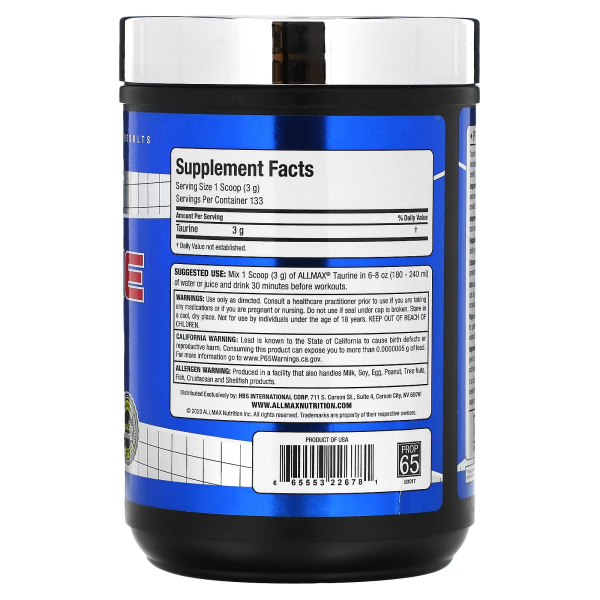 RESULTS
Supplement Facts
Serving Size 1 Scoop (3 g)
Servings Per Container 133
Amount Per Serving % Daily Value
Taurine 3 g †
† Daily Value not established.
SUGGESTED USE: Mix 1 Scoop (3 g) of ALLMAX® Taurine in 6-8 oz (180 - 240 ml)
of water or juice and drink 30 minutes before workouts.
WARNINGS: Use only as directed. Consult a healthcare practitioner prior to use if you are taking
any medications or if you are pregnant or nursing. Do not use if seal under cap is broken. Store in
a cool, dry place. Not for use by individuals under the age of 18 years. KEEP OUT OF REACH OF
CHILDREN.
CALIFORNIA WARNING: Lead is known to the State of California to cause birth defects or
reproductive harm. Consuming this product can expose you to more than 0.0000005 g of lead.
For more information go to www.P65Warnings.ca.gov.
ALLERGEN WARNING: Produced in a facility that also handles Milk, Soy, Egg, Peanut, Tree Nuts,
Fish, Crustacean and Shellfish products.
Distributed Exclusively by: HBS INTERNATIONAL CORP. 711 S. Carson St., Suite 4, Carson City, NV 89701
WWW.ALLMAXNUTRITION.COM
© 2020 ALLMAX Nutrition Inc. All rights reserved. Trademarks are property of their respective owners.
PRODUCT OF USA
6 65553 22678 1
PROP
65